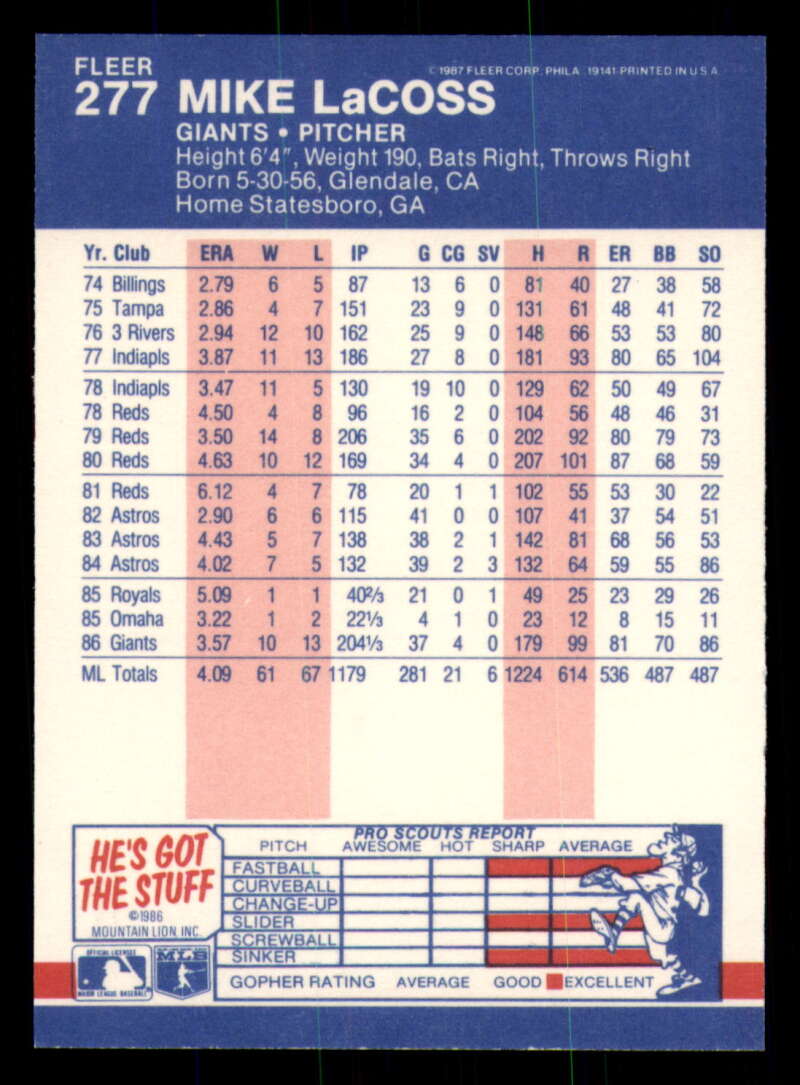 FLEER
© 1987 FLEER CORP. PHILA. 19141 PRINTED IN U S A
277 MIKE LaCOSS
GIANTS • PITCHER
Height 6'4", Weight 190, Bats Right, Throws Right
Born 5-30-56, Glendale, CA
Home Statesboro, GA
Yr. Club ERA W L IP G CG SV H R ER BB SO
74 Billings 2.79 6 5 87 13 6 0 81 40 27 38 58
75 Tampa 2.86 4 7 151 23 9 0 131 61 48 41 72
76 3 Rivers 2.94 12 10 162 25 9 0 148 66 53 53 80
77 Indiapls 3.87 11 13 186 27 8 0 181 93 80 65 104
78 Indiapls 3.47 11 5 130 19 10 0 129 62 50 49 67
78 Reds 4.50 4 8 96 16 2 0 104 56 48 46 31
79 Reds 3.50 14 8 206 35 6 0 202 92 80 79 73
80 Reds 4.63 10 12 169 34 4 0 207 101 87 68 59
81 Reds 6.12 4 7 78 20 1 1 102 55 53 30 22
82 Astros 2.90 6 6 115 41 0 0 107 41 37 54 51
83 Astros 4.43 5 7 138 38 2 1 142 81 68 56 53
84 Astros 4.02 7 5 132 39 2 3 132 64 59 55 86
85 Royals 5.09 1 1 40⅔ 21 0 1 49 25 23 29 26
85 Omaha 3.22 1 2 22⅓ 4 1 0 23 12 8 15 11
86 Giants 3.57 10 13 204⅓ 37 4 0 179 99 81 70 86
ML Totals 4.09 61 67 1179 281 21 6 1224 614 536 487 487
HE'S GOT
THE STUFF
©1986
MOUNTAIN LION, INC.
PRO SCOUTS REPORT
PITCH AWESOME HOT SHARP AVERAGE
FASTBALL
CURVEBALL
CHANGE-UP
SLIDER
SCREWBALL
SINKER
GOPHER RATING AVERAGE GOOD EXCELLENT
OFFICIAL LICENSEE
MAJOR LEAGUE BASEBALL
MLB